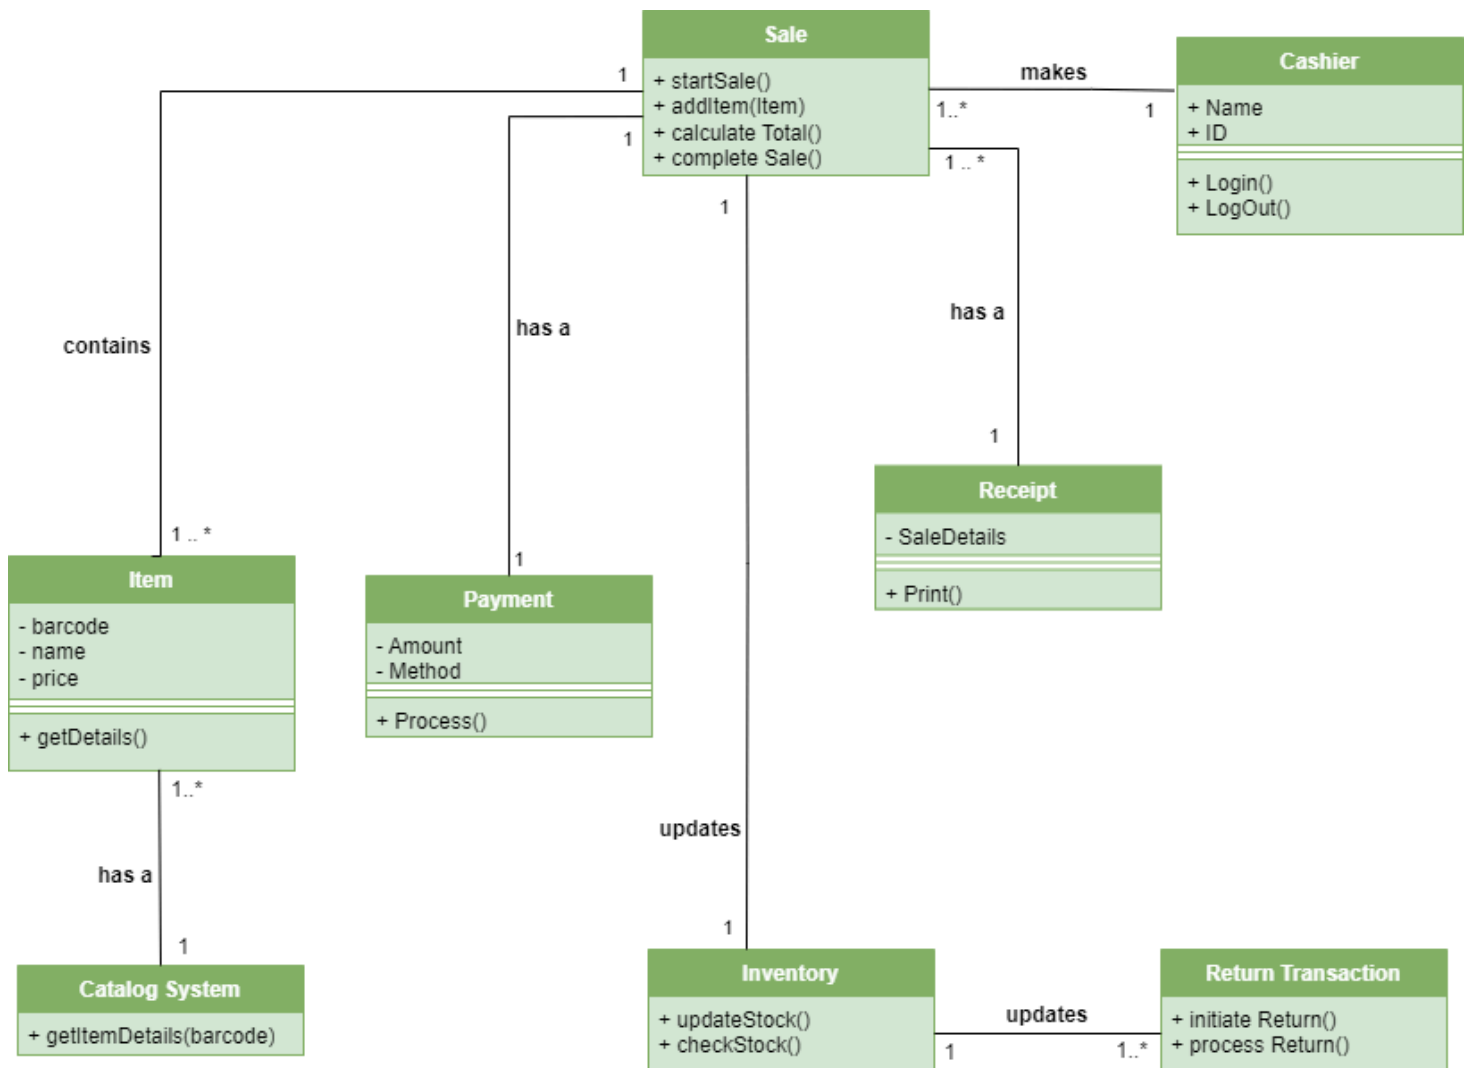 Sale
+ startSale()
+ addItem(Item)
+ calculate Total()
+ complete Sale()
Cashier
+ Name
+ ID
+ Login()
+ LogOut()
makes
1..*
1
1
1
1
1 .. *
contains
has a
has a
1
1 .. *
1
Receipt
- SaleDetails
+ Print()
Item
- barcode
- name
- price
+ getDetails()
Payment
- Amount
- Method
+ Process()
1..*
has a
1
updates
1
Catalog System
+ getItemDetails(barcode)
Inventory
+ updateStock()
+ checkStock()
updates
1
1..*
Return Transaction
+ initiate Return()
+ process Return()